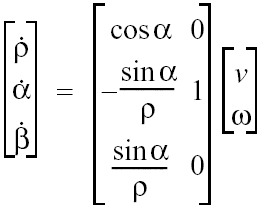 [ρ̇] = [cos α 0] [v]
[α̇] [−sin α/ρ 1] [ω]
[β̇] [sin α/ρ 0]